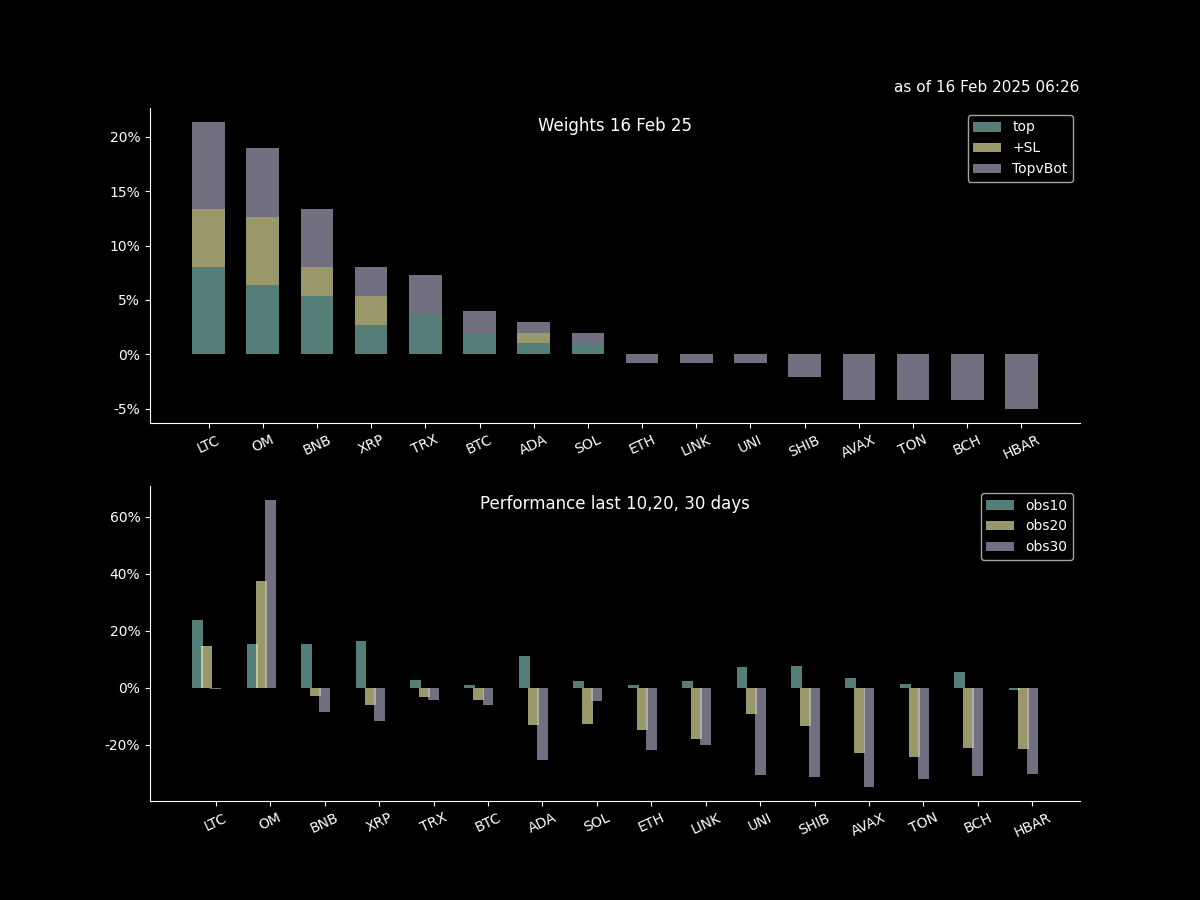 as of 16 Feb 2025 06:26
Weights 16 Feb 25
top
+SL
TopvBot
20%
15%
10%
5%
0%
-5%
LTC OM BNB XRP TRX BTC ADA SOL ETH LINK UNI SHIB AVAX TON BCH HBAR
Performance last 10,20, 30 days
obs10
obs20
obs30
60%
40%
20%
0%
-20%
LTC OM BNB XRP TRX BTC ADA SOL ETH LINK UNI SHIB AVAX TON BCH HBAR